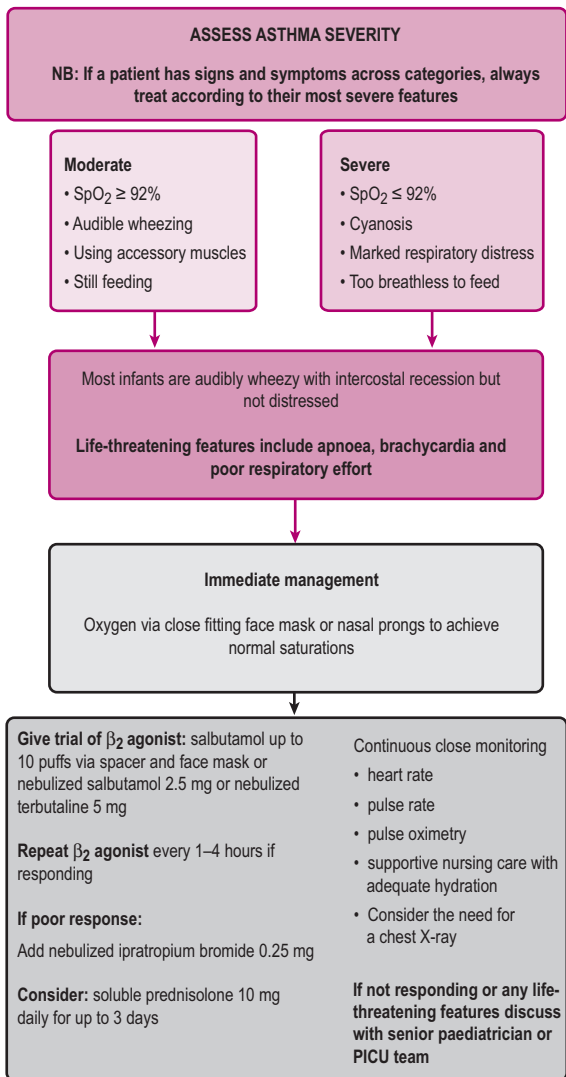 ASSESS ASTHMA SEVERITY
NB: If a patient has signs and symptoms across categories, always
treat according to their most severe features
Moderate
• SpO2 ≥ 92%
• Audible wheezing
• Using accessory muscles
• Still feeding
Severe
• SpO2 ≤ 92%
• Cyanosis
• Marked respiratory distress
• Too breathless to feed
Most infants are audibly wheezy with intercostal recession but
not distressed
Life-threatening features include apnoea, brachycardia and
poor respiratory effort
Immediate management
Oxygen via close fitting face mask or nasal prongs to achieve
normal saturations
Give trial of β2 agonist: salbutamol up to
10 puffs via spacer and face mask or
nebulized salbutamol 2.5 mg or nebulized
terbutaline 5 mg
Repeat β2 agonist every 1–4 hours if
responding
If poor response:
Add nebulized ipratropium bromide 0.25 mg
Consider: soluble prednisolone 10 mg
daily for up to 3 days
Continuous close monitoring
• heart rate
• pulse rate
• pulse oximetry
• supportive nursing care with
adequate hydration
• Consider the need for
a chest X-ray
If not responding or any life-
threatening features discuss
with senior paediatrician or
PICU team